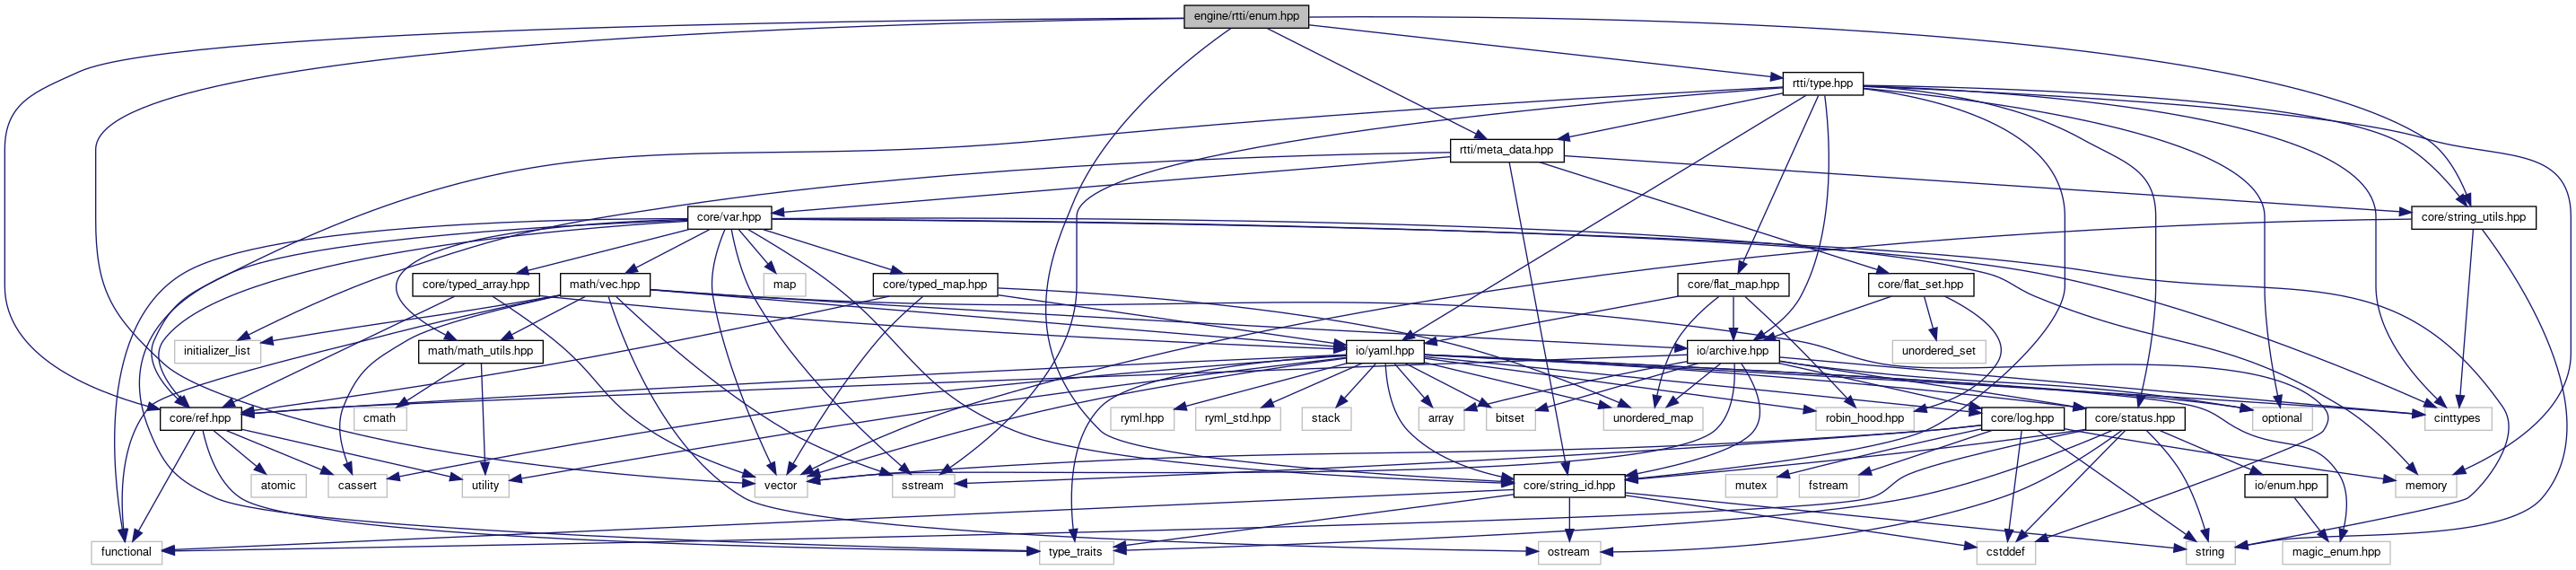 engine/rtti/enum.hpp
rtti/type.hpp
rtti/meta_data.hpp
core/var.hpp
core/string_utils.hpp
core/typed_array.hpp
math/vec.hpp
map
core/typed_map.hpp
core/flat_map.hpp
core/flat_set.hpp
initializer_list
math/math_utils.hpp
io/yaml.hpp
io/archive.hpp
unordered_set
core/ref.hpp
cmath
ryml.hpp
ryml_std.hpp
stack
array
bitset
unordered_map
robin_hood.hpp
core/log.hpp
core/status.hpp
optional
cinttypes
atomic
cassert
utility
vector
sstream
core/string_id.hpp
mutex
fstream
io/enum.hpp
memory
functional
type_traits
ostream
cstddef
string
magic_enum.hpp